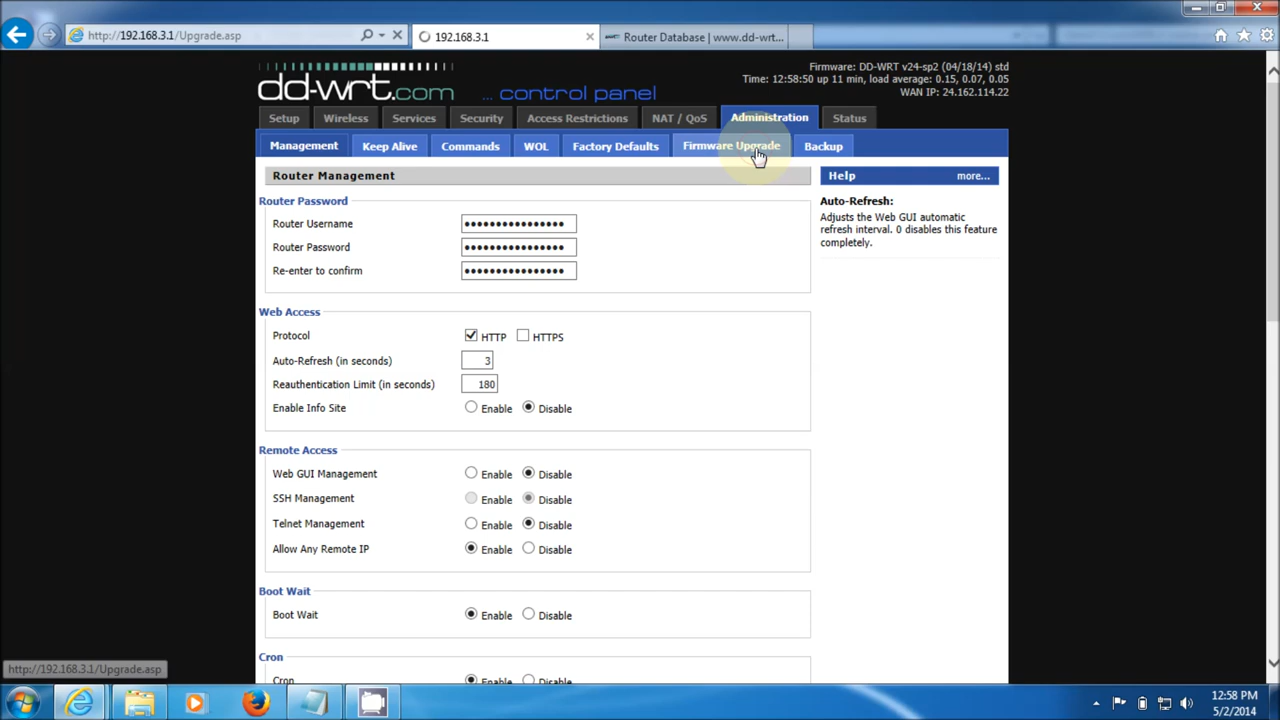 http://192.168.3.1/Upgrade.asp
192.168.3.1
Router Database | www.dd-wrt...
dd-wrt.com
... control panel
Firmware: DD-WRT v24-sp2 (04/18/14) std
Time: 12:58:50 up 11 min, load average: 0.15, 0.07, 0.05
WAN IP: 24.162.114.22
Setup Wireless Services Security Access Restrictions NAT / QoS Administration Status
Management Keep Alive Commands WOL Factory Defaults Firmware Upgrade Backup
Router Management
Router Password
Router Username ••••••••••••••••
Router Password ••••••••••••••••
Re-enter to confirm ••••••••••••••••
Web Access
Protocol HTTP HTTPS
Auto-Refresh (in seconds) 3
Reauthentication Limit (in seconds) 180
Enable Info Site Enable Disable
Remote Access
Web GUI Management Enable Disable
SSH Management Enable Disable
Telnet Management Enable Disable
Allow Any Remote IP Enable Disable
Boot Wait
Boot Wait Enable Disable
Cron
Cron Enable Disable
Help more...
Auto-Refresh:
Adjusts the Web GUI automatic
refresh interval. 0 disables this feature
completely.
http://192.168.3.1/Upgrade.asp
12:58 PM
5/2/2014